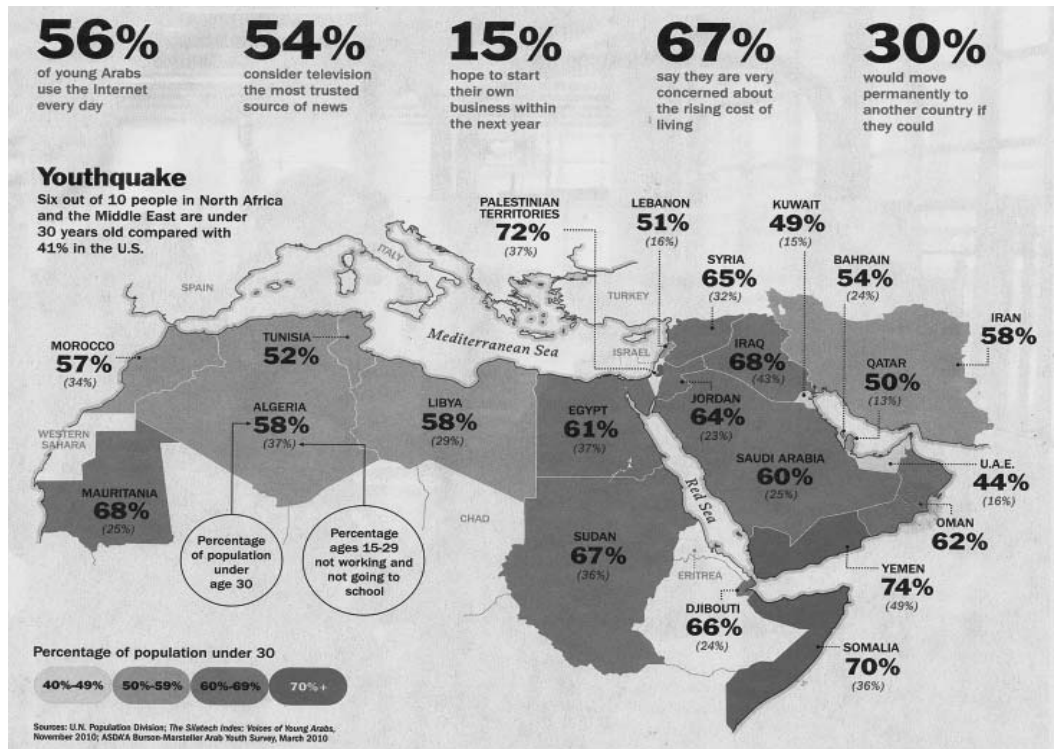 56%
of young Arabs
use the Internet
every day
54%
consider television
the most trusted
source of news
15%
hope to start
their own
business within
the next year
67%
say they are very
concerned about
the rising cost of
living
30%
would move
permanently to
another country if
they could
Youthquake
Six out of 10 people in North Africa
and the Middle East are under
30 years old compared with
41% in the U.S.
PALESTINIAN
TERRITORIES
72%
(37%)
LEBANON
51%
(16%)
KUWAIT
49%
(15%)
SYRIA
65%
(32%)
BAHRAIN
54%
(24%)
IRAN
58%
SPAIN
ITALY
TURKEY
Mediterranean Sea
ISRAEL
MOROCCO
57%
(34%)
TUNISIA
52%
IRAQ
68%
(43%)
QATAR
50%
(13%)
ALGERIA
58%
(37%)
LIBYA
58%
(29%)
EGYPT
61%
(37%)
JORDAN
64%
(23%)
WESTERN
SAHARA
SAUDI ARABIA
60%
(25%)
U.A.E.
44%
(16%)
MAURITANIA
68%
(25%)
Red Sea
CHAD
OMAN
62%
Percentage
of population
under
age 30
Percentage
ages 15-29
not working and
not going to
school
SUDAN
67%
(36%)
ERITREA
YEMEN
74%
(49%)
DJIBOUTI
66%
(24%)
SOMALIA
70%
(36%)
Percentage of population under 30
40%-49% 50%-59% 60%-69% 70%+
Sources: U.N. Population Division; The Silatech Index: Voices of Young Arabs,
November 2010; ASDA'A Burson-Marsteller Arab Youth Survey, March 2010